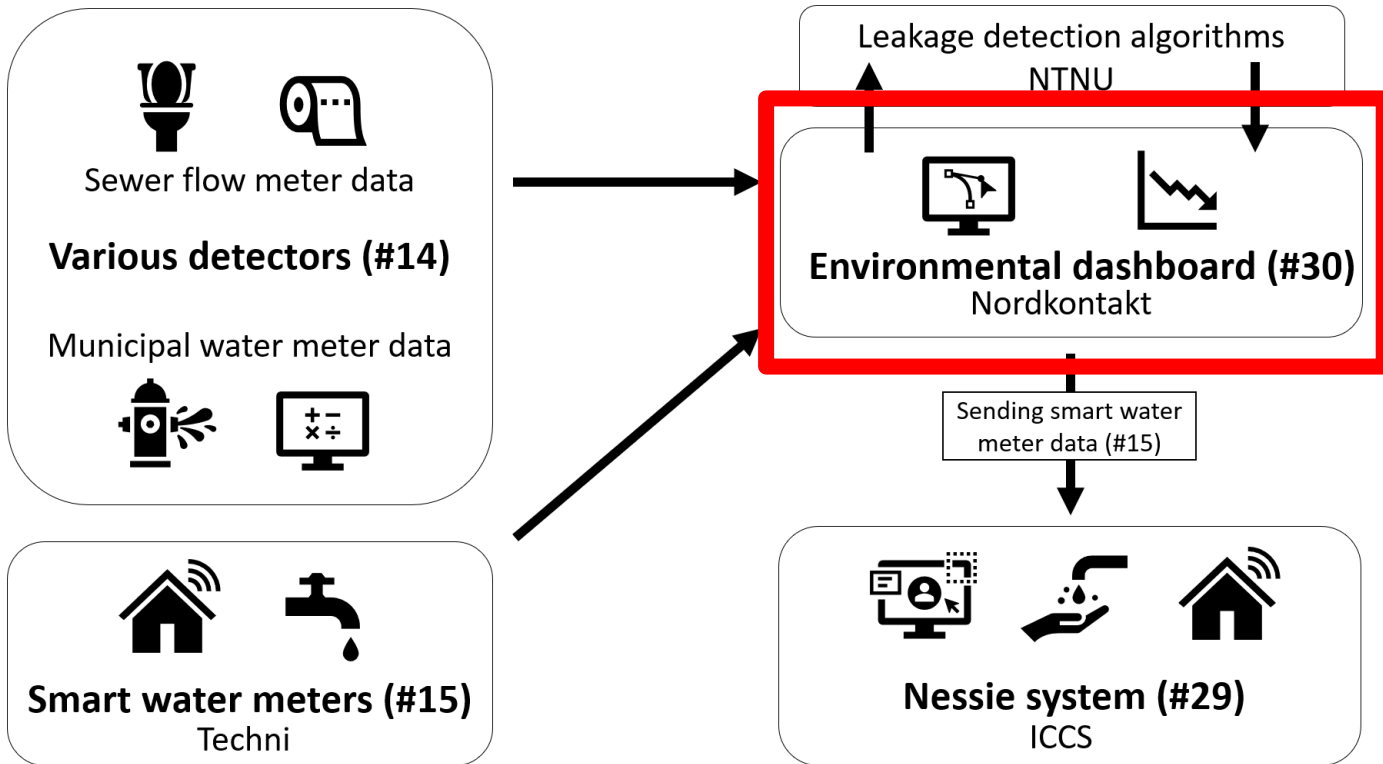 Sewer flow meter data
Various detectors (#14)
Municipal water meter data
+ −
× ÷
Smart water meters (#15)
Techni
Leakage detection algorithms
NTNU
Environmental dashboard (#30)
Nordkontakt
Sending smart water
meter data (#15)
Nessie system (#29)
ICCS